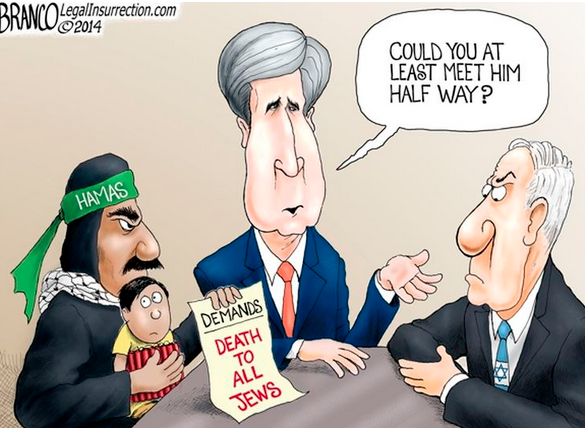 BRANCO LegalInsurrection.com
©2014
COULD YOU AT
LEAST MEET HIM
HALF WAY?
HAMAS
DEMANDS
DEATH
TO
ALL
JEWS